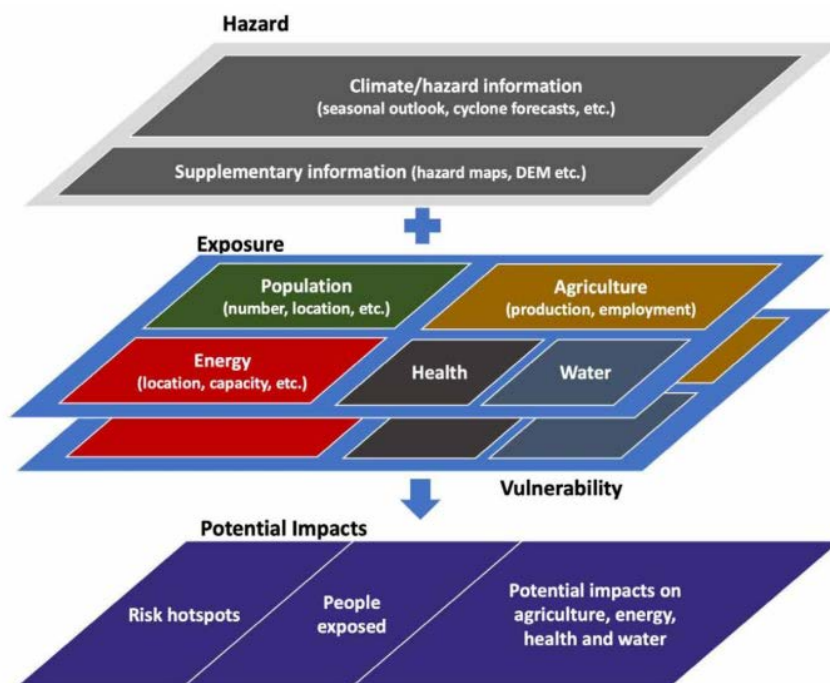 Hazard
Climate/hazard information
(seasonal outlook, cyclone forecasts, etc.)
Supplementary information (hazard maps, DEM etc.)
Exposure
Population
(number, location, etc.)
Agriculture
(production, employment)
Energy
(location, capacity, etc.)
Health
Water
Vulnerability
Potential Impacts
Risk hotspots
People
exposed
Potential impacts on
agriculture, energy,
health and water